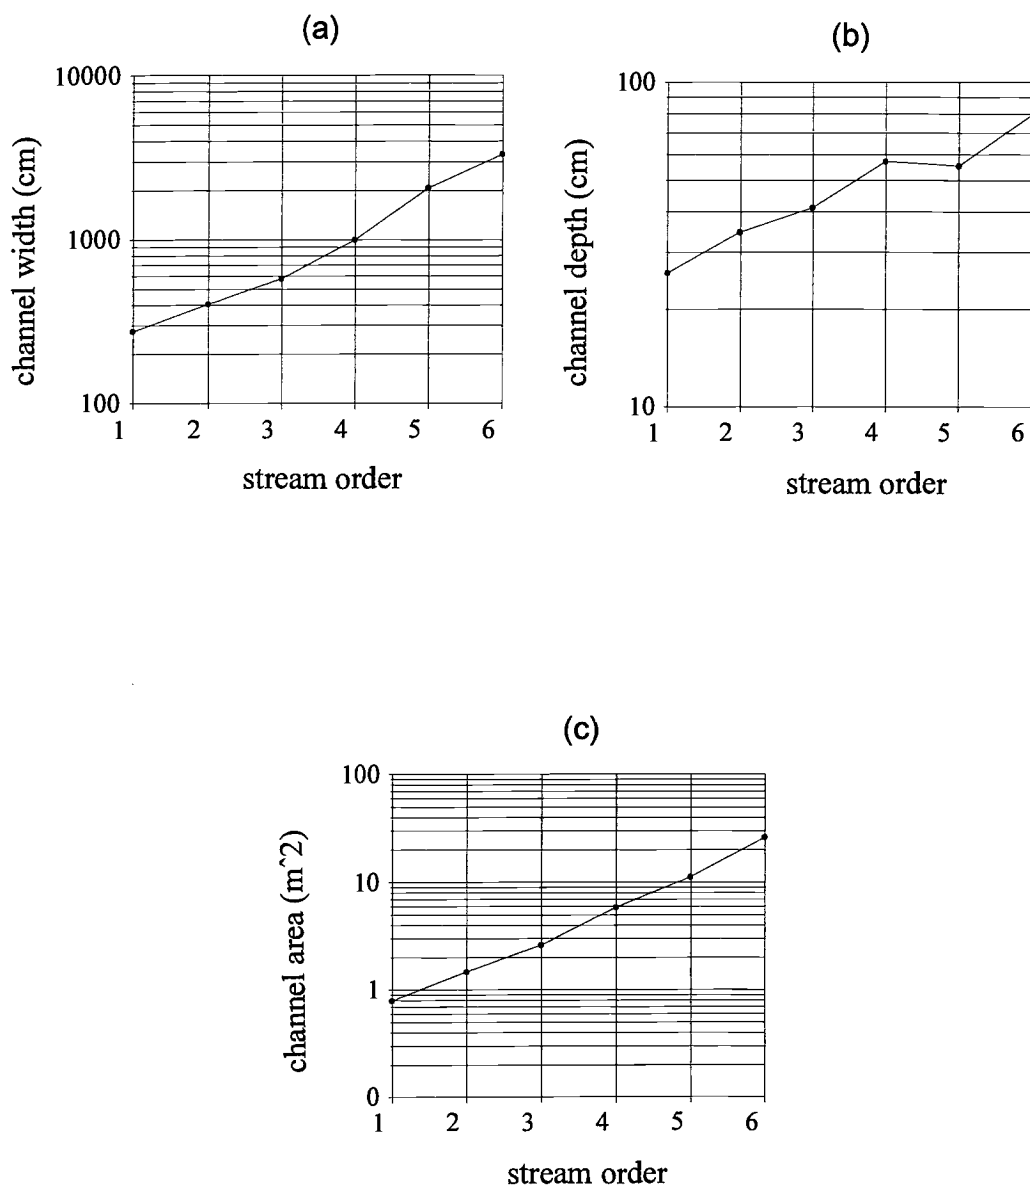 (a)
10000
1000
100
channel width (cm)
1 2 3 4 5 6
stream order
(b)
100
10
channel depth (cm)
1 2 3 4 5 6
stream order
(c)
100
10
1
0
channel area (m^2)
1 2 3 4 5 6
stream order